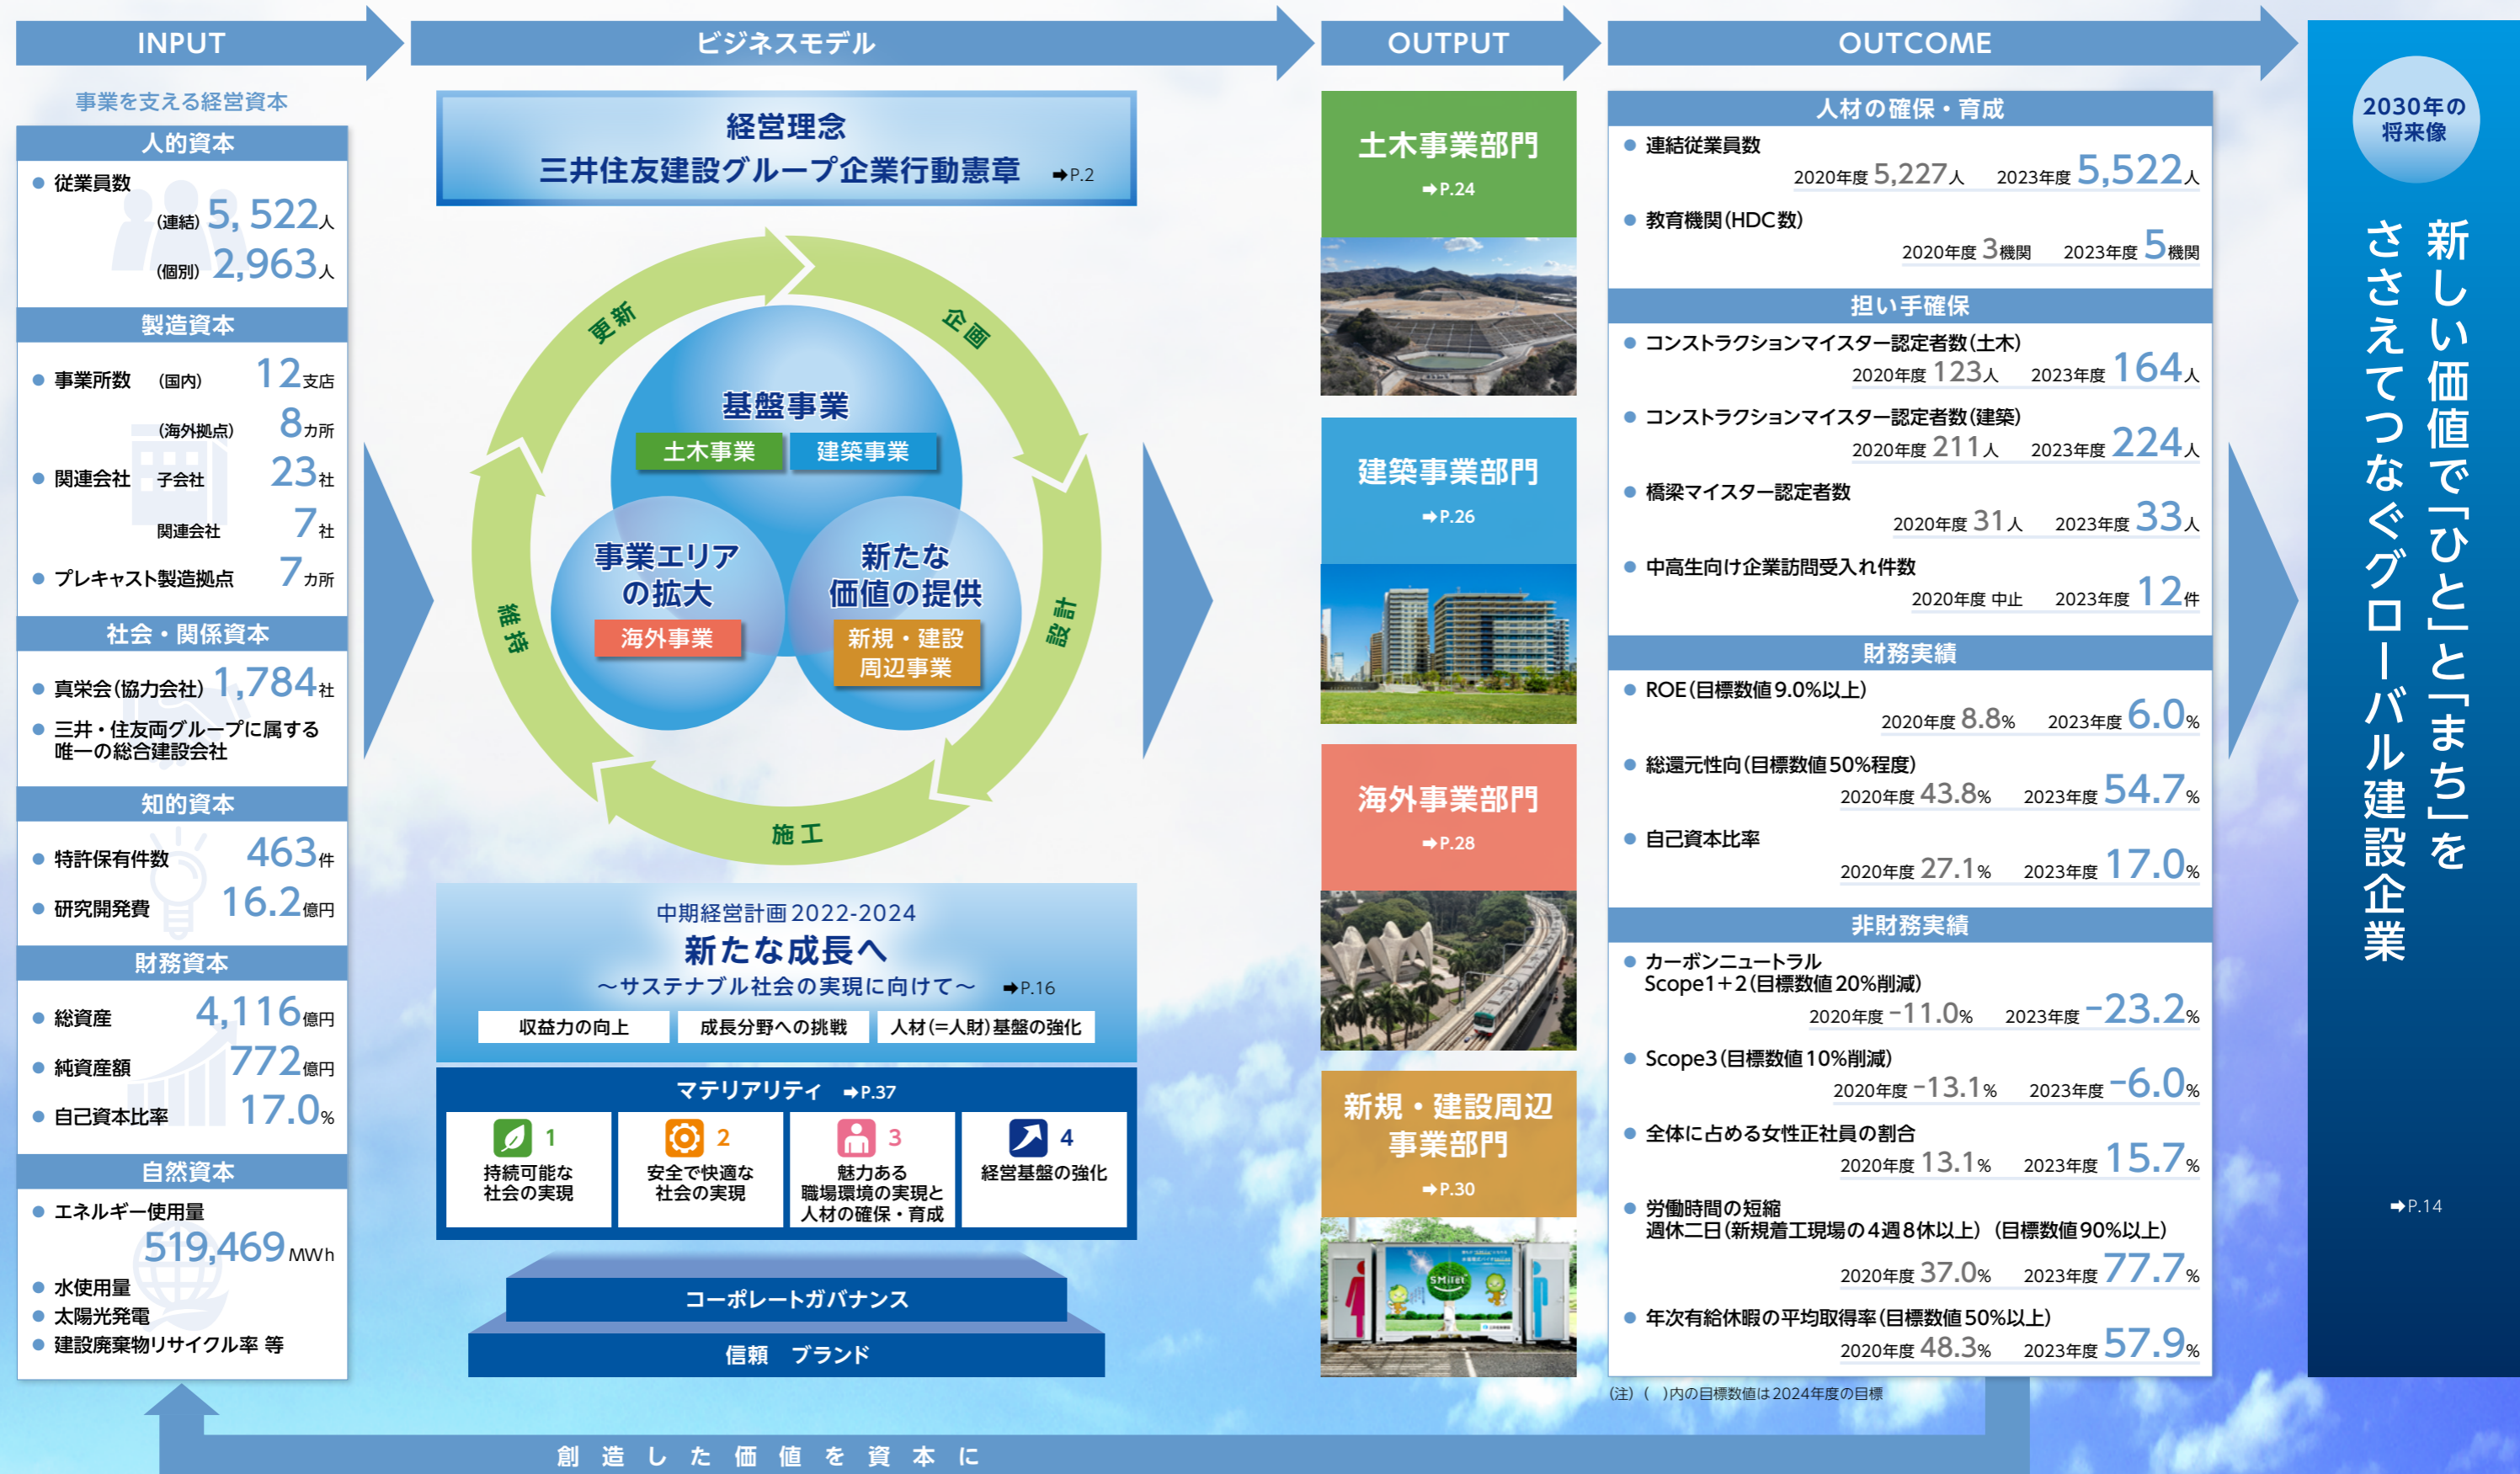 INPUT
ビジネスモデル
OUTPUT
OUTCOME
事業を支える経営資本
人的資本
● 従業員数
(連結) 5,522人
(個別) 2,963人
製造資本
● 事業所数 (国内) 12支店
(海外拠点) 8カ所
● 関連会社 子会社 23社
関連会社 7社
● プレキャスト製造拠点 7カ所
社会・関係資本
● 真栄会(協力会社) 1,784社
● 三井・住友両グループに属する
唯一の総合建設会社
知的資本
● 特許保有件数 463件
● 研究開発費 16.2億円
財務資本
● 総資産 4,116億円
● 純資産額 772億円
● 自己資本比率 17.0%
自然資本
● エネルギー使用量
519,469 MWh
● 水使用量
● 太陽光発電
● 建設廃棄物リサイクル率 等
経営理念
三井住友建設グループ企業行動憲章 ➡P.2
更新
企画
設計
施工
維持
基盤事業
土木事業
建築事業
事業エリア
の拡大
海外事業
新たな
価値の提供
新規・建設
周辺事業
中期経営計画2022-2024
新たな成長へ
～サステナブル社会の実現に向けて～ ➡P.16
収益力の向上
成長分野への挑戦
人材(=人財)基盤の強化
マテリアリティ ➡P.37
1
持続可能な
社会の実現
2
安全で快適な
社会の実現
3
魅力ある
職場環境の実現と
人材の確保・育成
4
経営基盤の強化
コーポレートガバナンス
信頼 ブランド
土木事業部門
➡P.24
建築事業部門
➡P.26
海外事業部門
➡P.28
新規・建設周辺
事業部門
➡P.30
SMilet
人材の確保・育成
● 連結従業員数
2020年度 5,227人 2023年度 5,522人
● 教育機関(HDC数)
2020年度 3機関 2023年度 5機関
担い手確保
● コンストラクションマイスター認定者数(土木)
2020年度 123人 2023年度 164人
● コンストラクションマイスター認定者数(建築)
2020年度 211人 2023年度 224人
● 橋梁マイスター認定者数
2020年度 31人 2023年度 33人
● 中高生向け企業訪問受入れ件数
2020年度 中止 2023年度 12件
財務実績
● ROE(目標数値9.0%以上)
2020年度 8.8% 2023年度 6.0%
● 総還元性向(目標数値50%程度)
2020年度 43.8% 2023年度 54.7%
● 自己資本比率
2020年度 27.1% 2023年度 17.0%
非財務実績
● カーボンニュートラル
Scope1+2(目標数値20%削減)
2020年度 -11.0% 2023年度 -23.2%
● Scope3(目標数値10%削減)
2020年度 -13.1% 2023年度 -6.0%
● 全体に占める女性正社員の割合
2020年度 13.1% 2023年度 15.7%
● 労働時間の短縮
週休二日(新規着工現場の4週8休以上) (目標数値90%以上)
2020年度 37.0% 2023年度 77.7%
● 年次有給休暇の平均取得率(目標数値50%以上)
2020年度 48.3% 2023年度 57.9%
(注) ( )内の目標数値は2024年度の目標
2030年の
将来像
新しい価値で「ひと」と「まち」を
ささえてつなぐグローバル建設企業
➡P.14
創造した価値を資本に